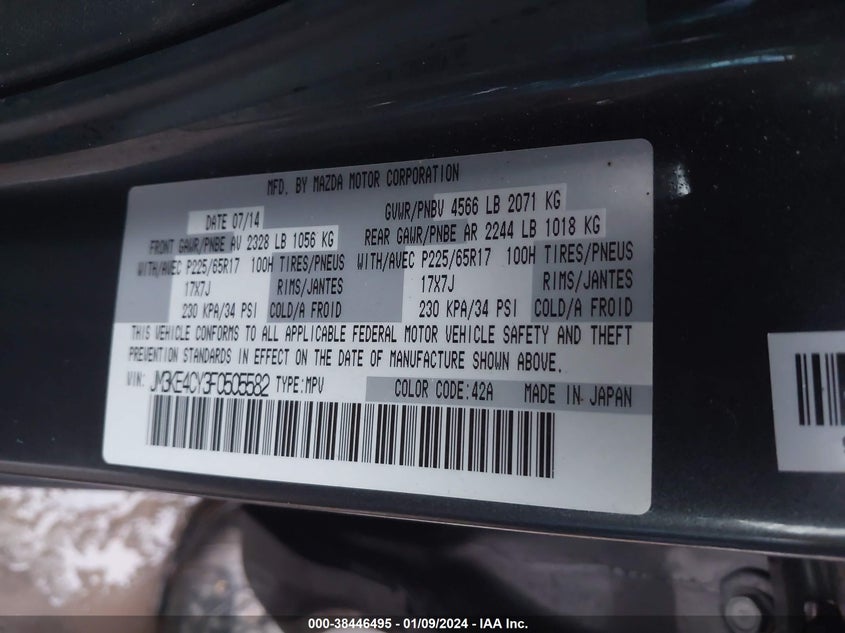 MFD. BY MAZDA MOTOR CORPORATION
DATE 07/14 GVWR/PNBV 4566 LB 2071 KG
FRONT GAWR/PNBE AV 2328 LB 1056 KG REAR GAWR/PNBE AR 2244 LB 1018 KG
WITH/AVEC P225/65R17 100H TIRES/PNEUS WITH/AVEC P225/65R17 100H TIRES/PNEUS
17X7J RIMS/JANTES 17X7J RIMS/JANTES
230 KPA/34 PSI COLD/A FROID 230 KPA/34 PSI COLD/A FROID
THIS VEHICLE CONFORMS TO ALL APPLICABLE FEDERAL MOTOR VEHICLE SAFETY AND THEFT
PREVENTION STANDARDS IN EFFECT ON THE DATE OF MANUFACTURE SHOWN ABOVE.
VIN: JM3KE4CY3F0505582 TYPE:MPV COLOR CODE:42A MADE IN JAPAN
000-38446495 - 01/09/2024 - IAA Inc.